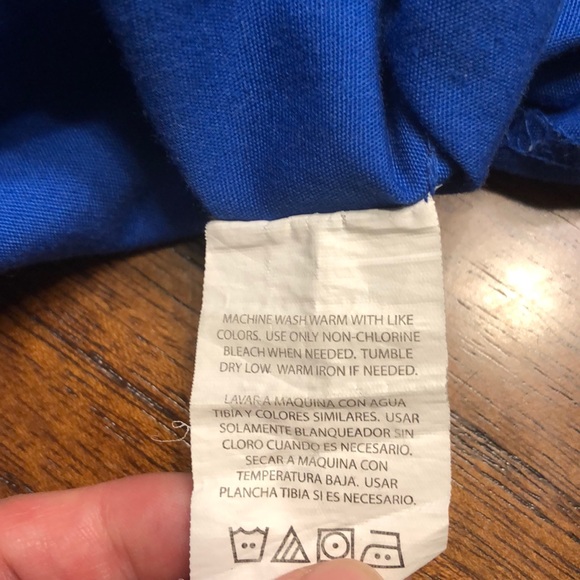 MACHINE WASH WARM WITH LIKE
COLORS. USE ONLY NON-CHLORINE
BLEACH WHEN NEEDED. TUMBLE
DRY LOW. WARM IRON IF NEEDED.
LAVAR A MAQUINA CON AGUA
TIBIA Y COLORES SIMILARES. USAR
SOLAMENTE BLANQUEADOR SIN
CLORO CUANDO ES NECESARIO.
SECAR A MAQUINA CON
TEMPERATURA BAJA. USAR
PLANCHA TIBIA SI ES NECESARIO.